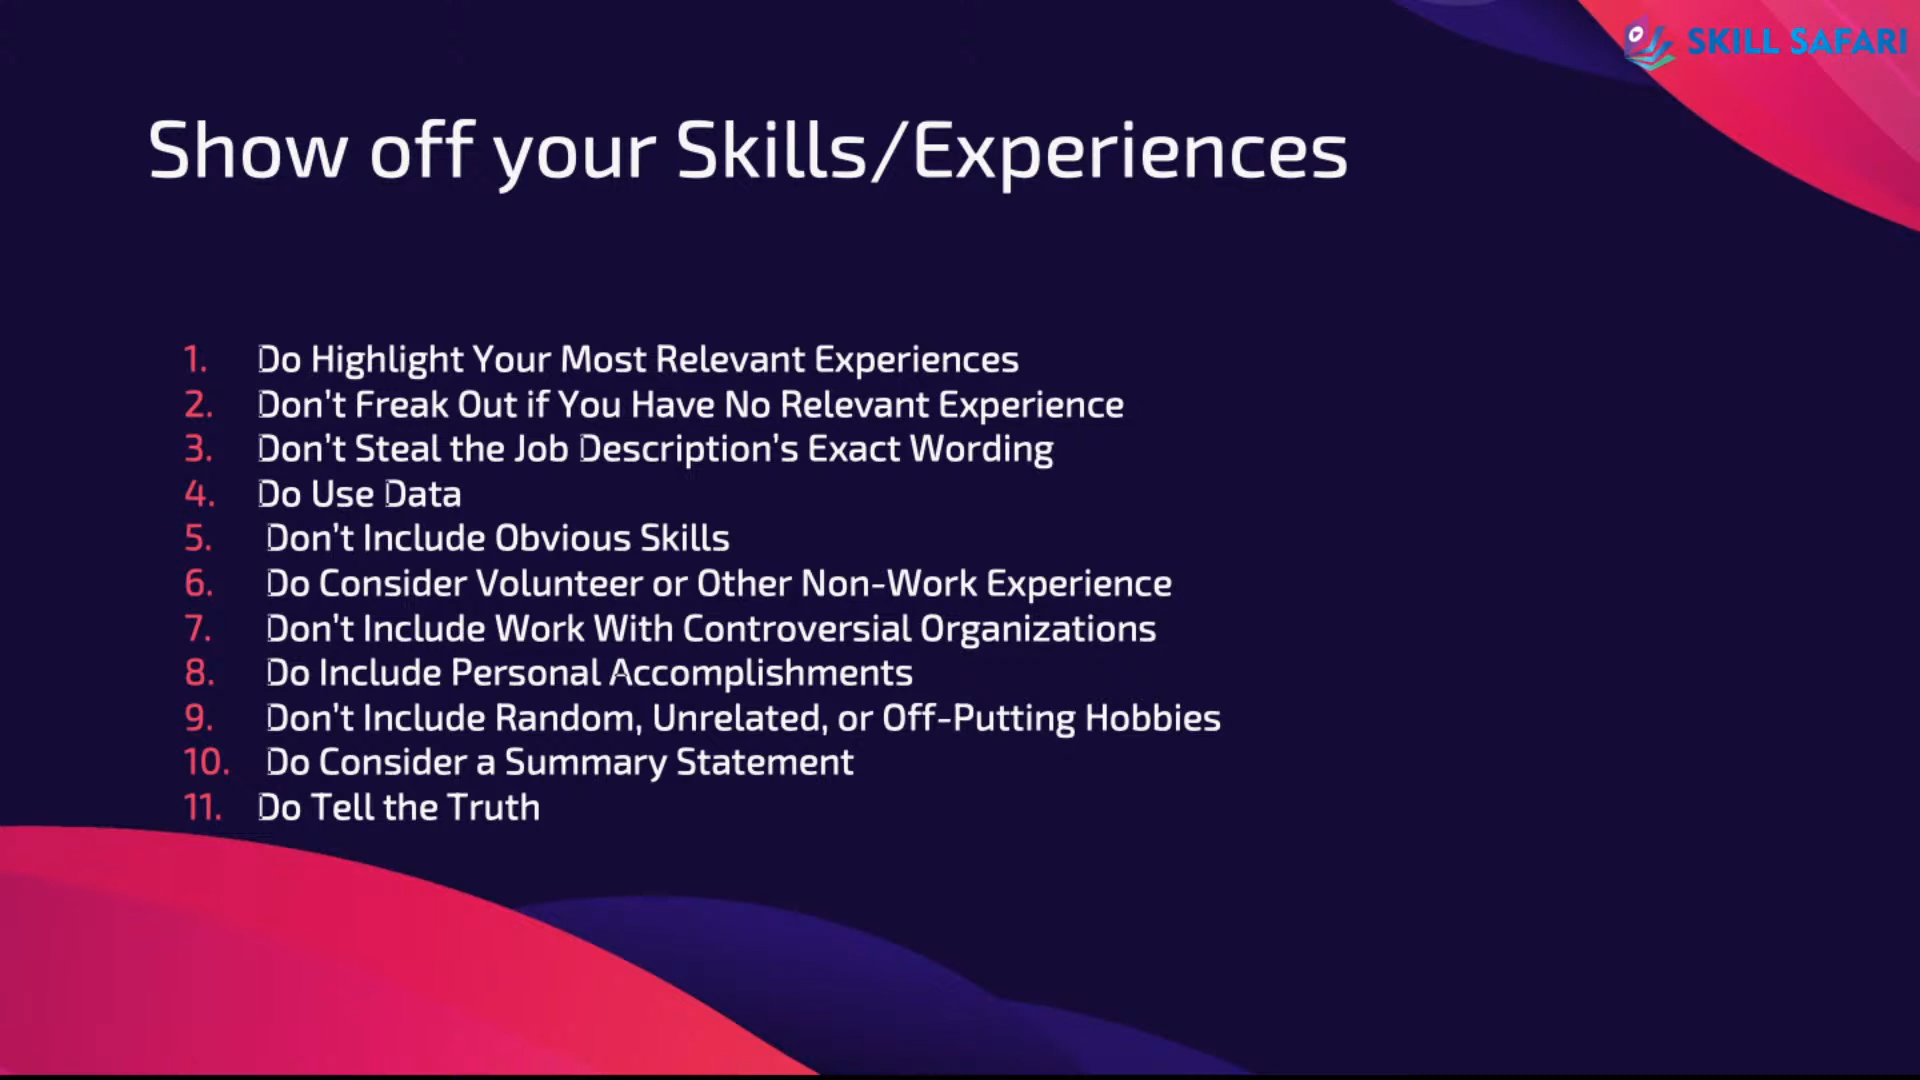 SKILL SAFARI
Show off your Skills/Experiences
1. Do Highlight Your Most Relevant Experiences
2. Don't Freak Out if You Have No Relevant Experience
3. Don't Steal the Job Description's Exact Wording
4. Do Use Data
5. Don't Include Obvious Skills
6. Do Consider Volunteer or Other Non-Work Experience
7. Don't Include Work With Controversial Organizations
8. Do Include Personal Accomplishments
9. Don't Include Random, Unrelated, or Off-Putting Hobbies
10. Do Consider a Summary Statement
11. Do Tell the Truth